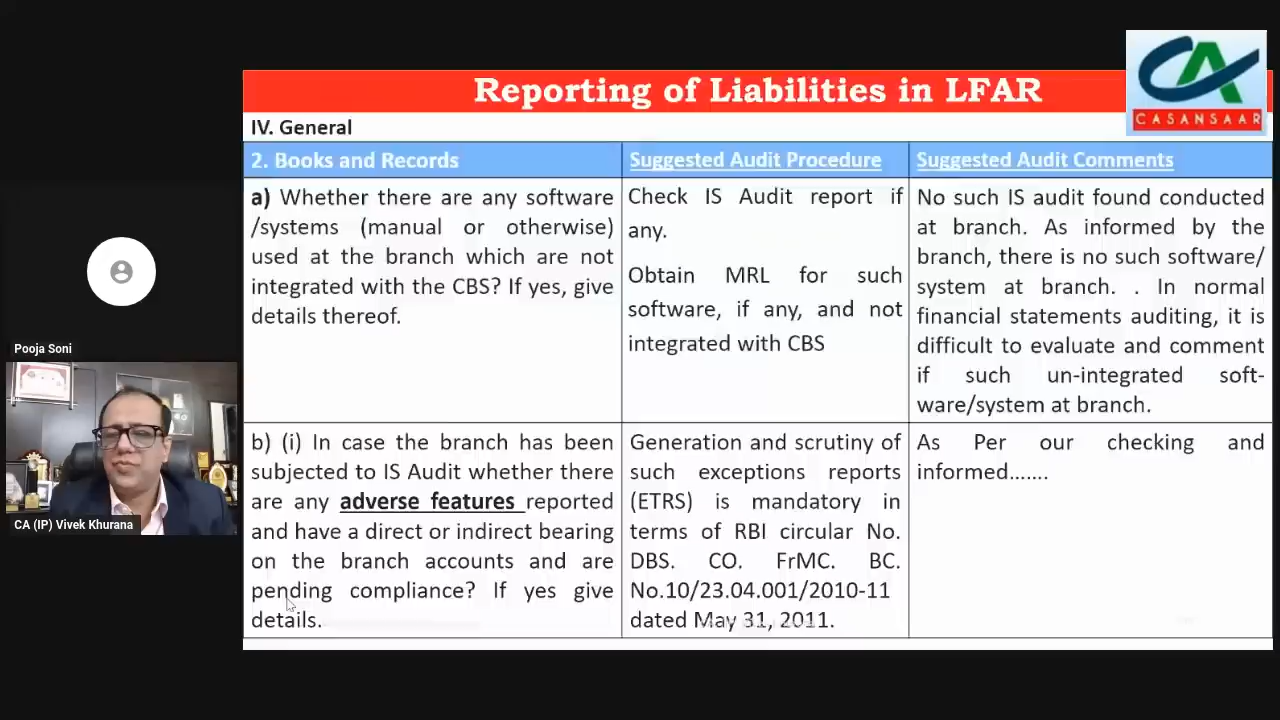 Reporting of Liabilities in LFAR
CASANSAAR
IV. General
2. Books and Records
Suggested Audit Procedure
Suggested Audit Comments
a) Whether there are any software
/systems (manual or otherwise)
used at the branch which are not
integrated with the CBS? If yes, give
details thereof.
Check IS Audit report if
any.
Obtain MRL for such
software, if any, and not
integrated with CBS
No such IS audit found conducted
at branch. As informed by the
branch, there is no such software/
system at branch. . In normal
financial statements auditing, it is
difficult to evaluate and comment
if such un-integrated soft-
ware/system at branch.
b) (i) In case the branch has been
subjected to IS Audit whether there
are any adverse features reported
and have a direct or indirect bearing
on the branch accounts and are
pending compliance? If yes give
details.
Generation and scrutiny of
such exceptions reports
(ETRS) is mandatory in
terms of RBI circular No.
DBS. CO. FrMC. BC.
No.10/23.04.001/2010-11
dated May 31, 2011.
As Per our checking and
informed.......
Pooja Soni
CA (IP) Vivek Khurana